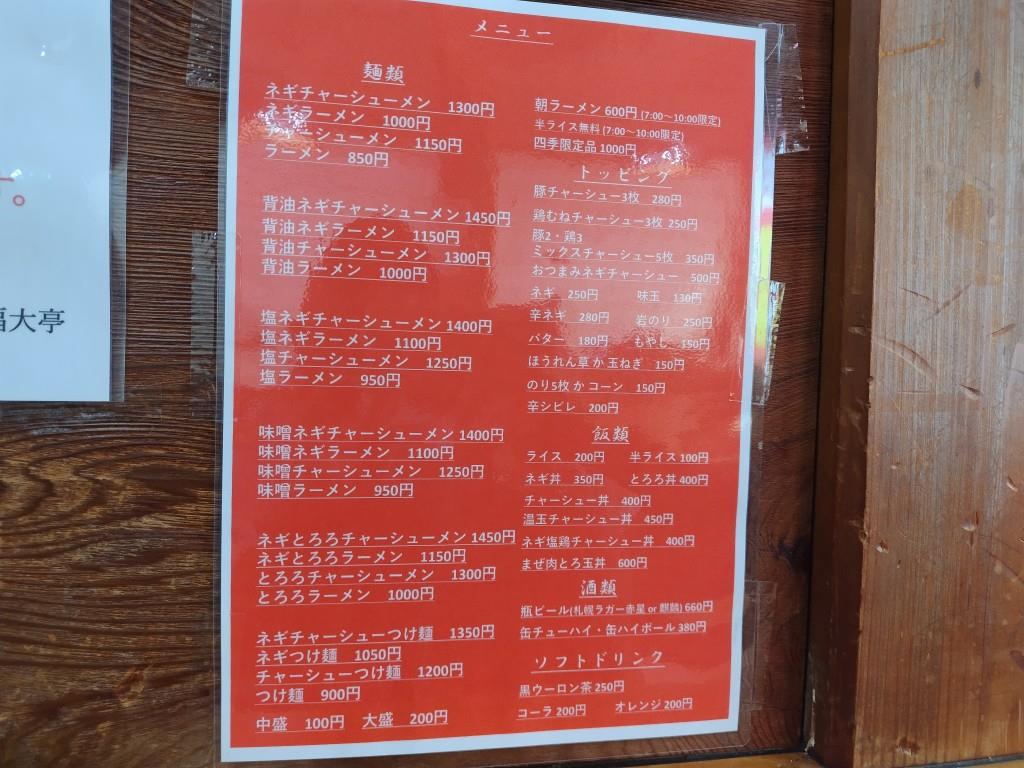 。
福大亭
メニュー
麺類
ネギチャーシューメン 1300円
ネギラーメン 1000円
チャーシューメン 1150円
ラーメン 850円
背油ネギチャーシューメン 1450円
背油ネギラーメン 1150円
背油チャーシューメン 1300円
背油ラーメン 1000円
塩ネギチャーシューメン 1400円
塩ネギラーメン 1100円
塩チャーシューメン 1250円
塩ラーメン 950円
味噌ネギチャーシューメン 1400円
味噌ネギラーメン 1100円
味噌チャーシューメン 1250円
味噌ラーメン 950円
ネギとろろチャーシューメン 1450円
ネギとろろラーメン 1150円
とろろチャーシューメン 1300円
とろろラーメン 1000円
ネギチャーシューつけ麺 1350円
ネギつけ麺 1050円
チャーシューつけ麺 1200円
つけ麺 900円
中盛 100円 大盛 200円
朝ラーメン 600円 (7:00～10:00限定)
半ライス無料 (7:00～10:00限定)
四季限定品 1000円
トッピング
豚チャーシュー3枚 280円
鶏むねチャーシュー3枚 250円
豚2・鶏3
ミックスチャーシュー5枚 350円
おつまみネギチャーシュー 500円
ネギ 250円 味玉 130円
辛ネギ 280円 岩のり 250円
バター 180円 もやし 150円
ほうれん草 か 玉ねぎ 150円
のり5枚 か コーン 150円
辛シビレ 200円
飯類
ライス 200円 半ライス 100円
ネギ丼 350円 とろろ丼 400円
チャーシュー丼 400円
温玉チャーシュー丼 450円
ネギ塩鶏チャーシュー丼 400円
まぜ肉とろ玉丼 600円
酒類
瓶ビール(札幌ラガー赤星 or 麒麟) 660円
缶チューハイ・缶ハイボール 380円
ソフトドリンク
黒ウーロン茶 250円
コーラ 200円 オレンジ 200円